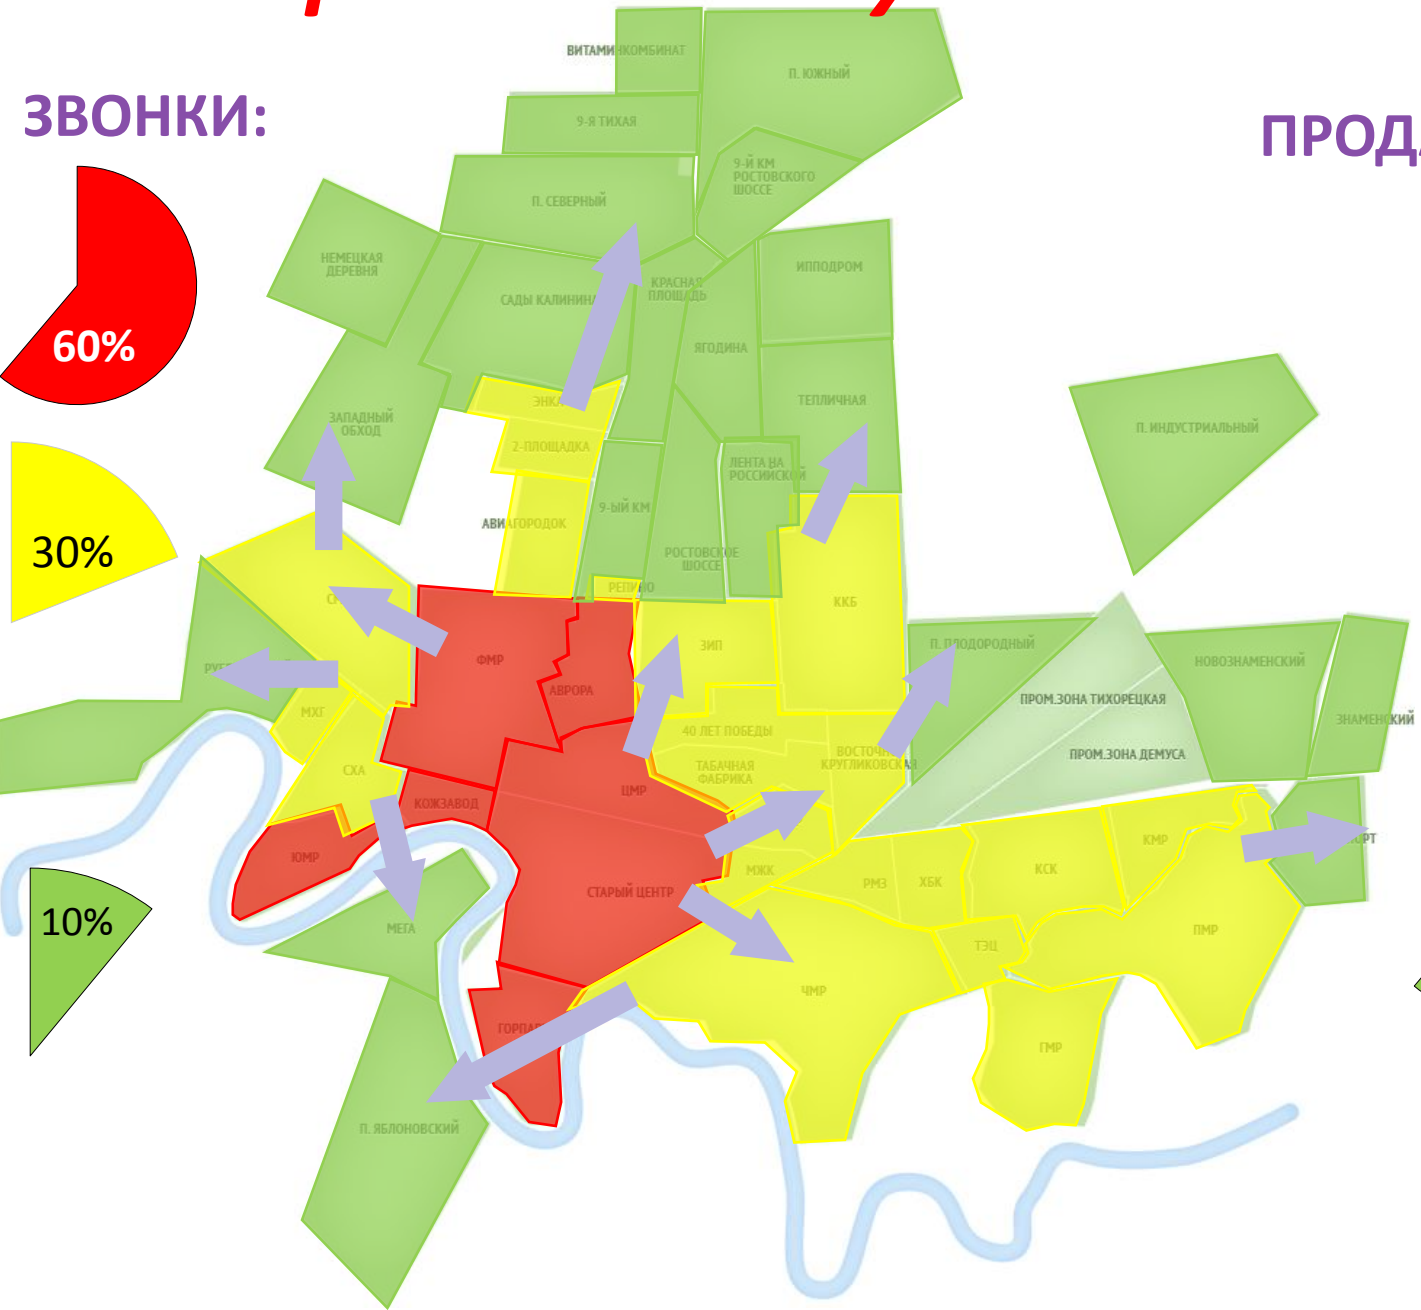 ЗВОНКИ:
60%
30%
10%
ВИТАМИНКОМБИНАТ
П. ЮЖНЫЙ
9-Я ТИХАЯ
9-Й КМ
РОСТОВСКОГО
ШОССЕ
П. СЕВЕРНЫЙ
НЕМЕЦКАЯ
ДЕРЕВНЯ
САДЫ КАЛИНИНА
КРАСНАЯ
ПЛОЩАДЬ
ИППОДРОМ
ЯГОДИНА
ТЕПЛИЧНАЯ
ЗАПАДНЫЙ
ОБХОД
ЭНКА
2-ПЛОЩАДКА
П. ИНДУСТРИАЛЬНЫЙ
ЛЕНТА НА
РОССИЙСКОЙ
9-ЫЙ КМ
АВИАГОРОДОК
РОСТОВСКОЕ
ШОССЕ
РЕПИНО
ККБ
ЗИП
П. ПЛОДОРОДНЫЙ
ФМР
АВРОРА
НОВОЗНАМЕНСКИЙ
ПРОМ.ЗОНА ТИХОРЕЦКАЯ
ЗНАМЕНСКИЙ
МХГ
40 ЛЕТ ПОБЕДЫ
ПРОМ.ЗОНА ДЕМУСА
ВОСТОЧНО
КРУГЛИКОВСКАЯ
ТАБАЧНАЯ
ФАБРИКА
СХА
ЦМР
КОЖЗАВОД
КМР
ЮМР
МЖК
РМЗ
ХБК
КСК
СТАРЫЙ ЦЕНТР
МЕГА
ТЭЦ
ПМР
ЧМР
ГМР
П. ЯБЛОНОВСКИЙ